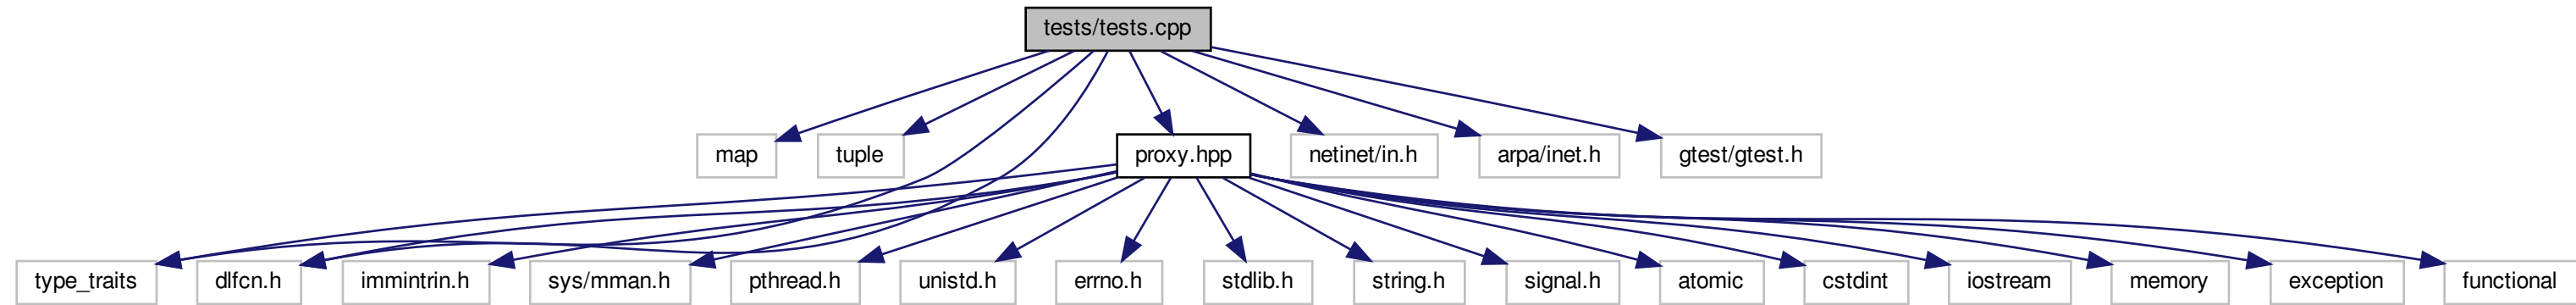 tests/tests.cpp
map
tuple
proxy.hpp
netinet/in.h
arpa/inet.h
gtest/gtest.h
type_traits
dlfcn.h
immintrin.h
sys/mman.h
pthread.h
unistd.h
errno.h
stdlib.h
string.h
signal.h
atomic
cstdint
iostream
memory
exception
functional